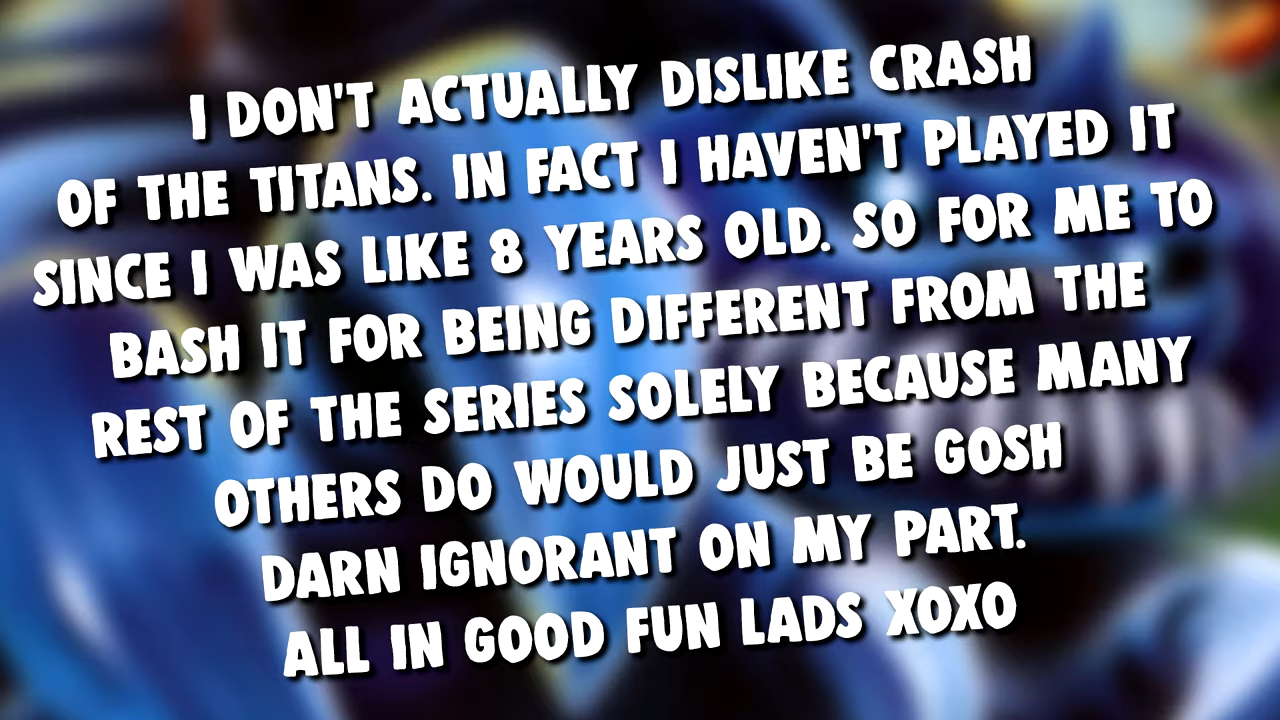 I DON'T ACTUALLY DISLIKE CRASH
OF THE TITANS. IN FACT I HAVEN'T PLAYED IT
SINCE I WAS LIKE 8 YEARS OLD. SO FOR ME TO
BASH IT FOR BEING DIFFERENT FROM THE
REST OF THE SERIES SOLELY BECAUSE MANY
OTHERS DO WOULD JUST BE GOSH
DARN IGNORANT ON MY PART.
ALL IN GOOD FUN LADS XOXO